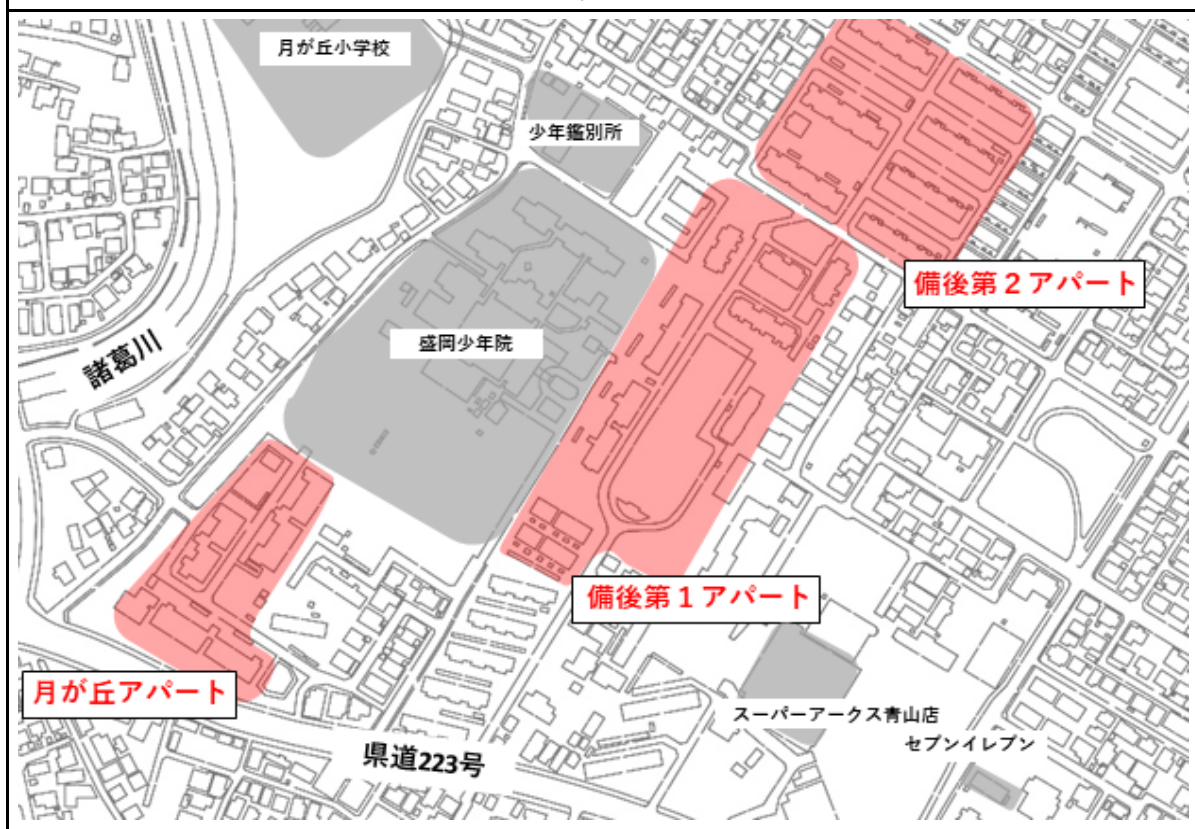 月が丘小学校
少年鑑別所
備後第２アパート
盛岡少年院
諸葛川
備後第１アパート
月が丘アパート
スーパーアークス青山店
セブンイレブン
県道223号